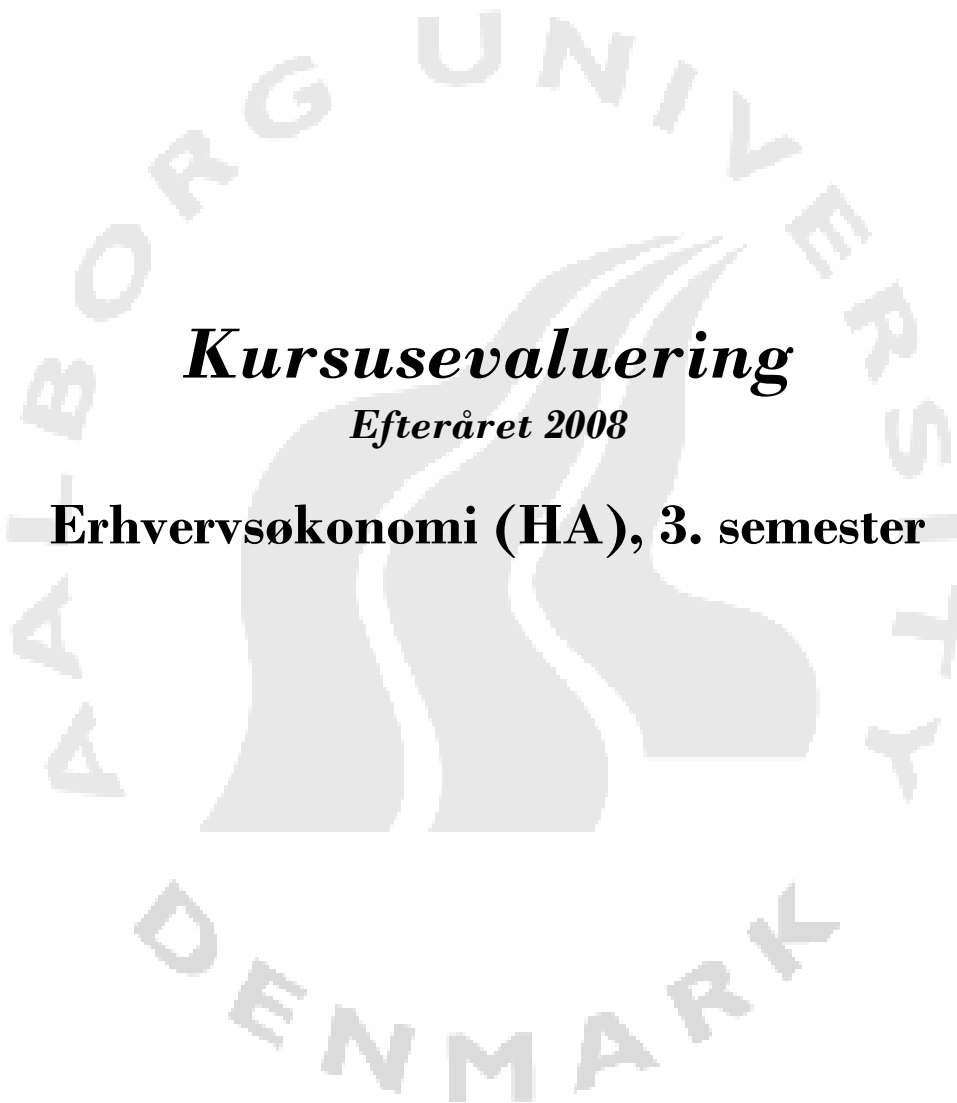 AALBORG UNIVERSITY
Kursusevaluering
Efteråret 2008
Erhvervsøkonomi (HA), 3. semester
DENMARK